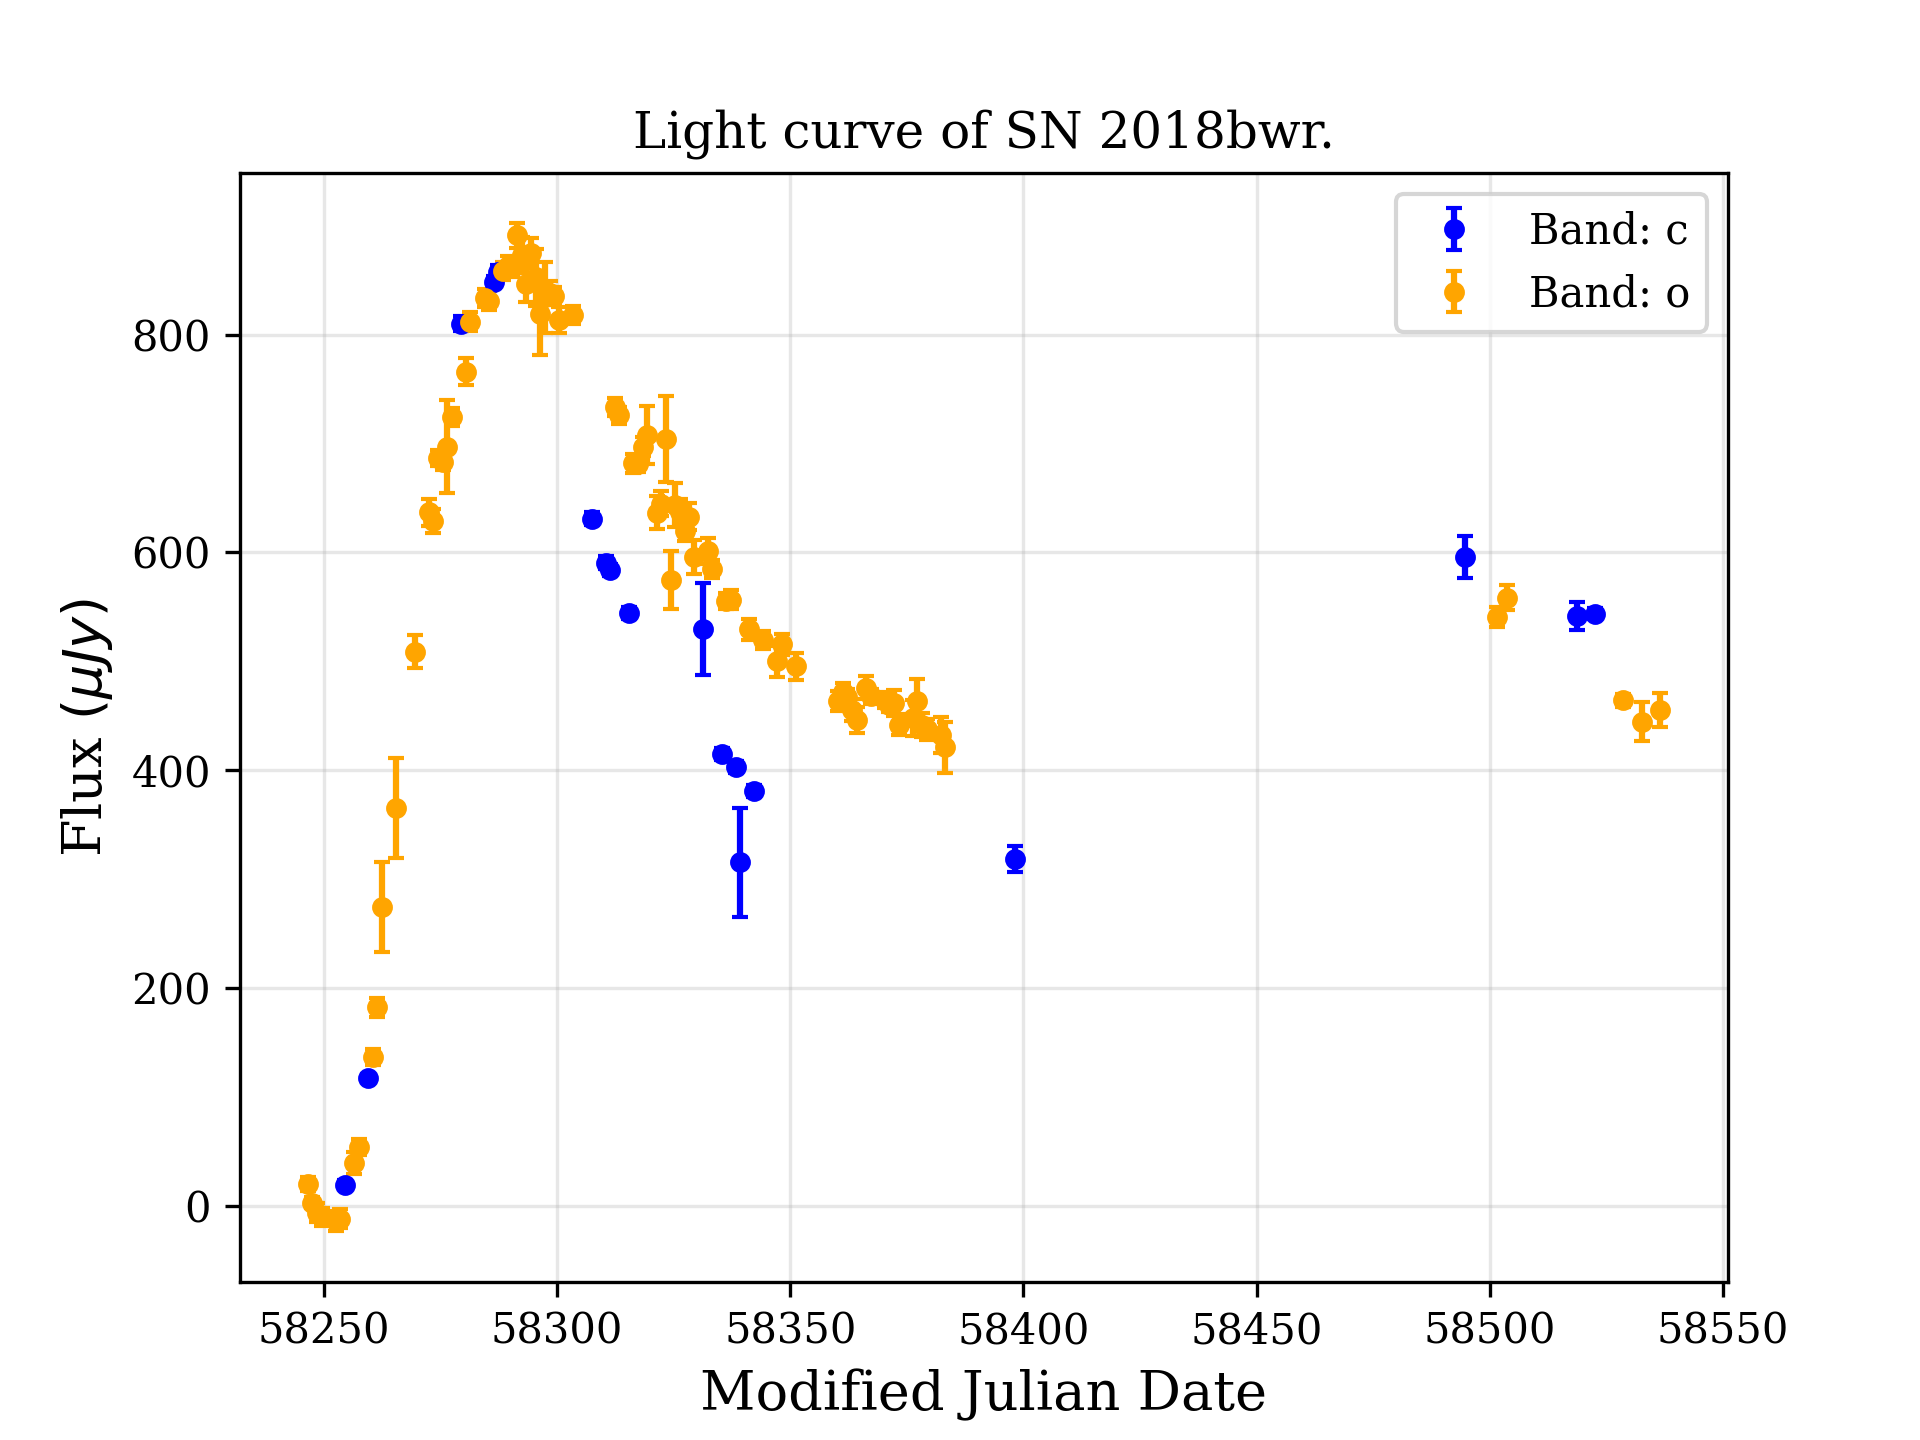 Light curve of SN 2018bwr.
Band: c
Band: o
Flux (μJy)
800
600
400
200
0
58250 58300 58350 58400 58450 58500 58550
Modified Julian Date